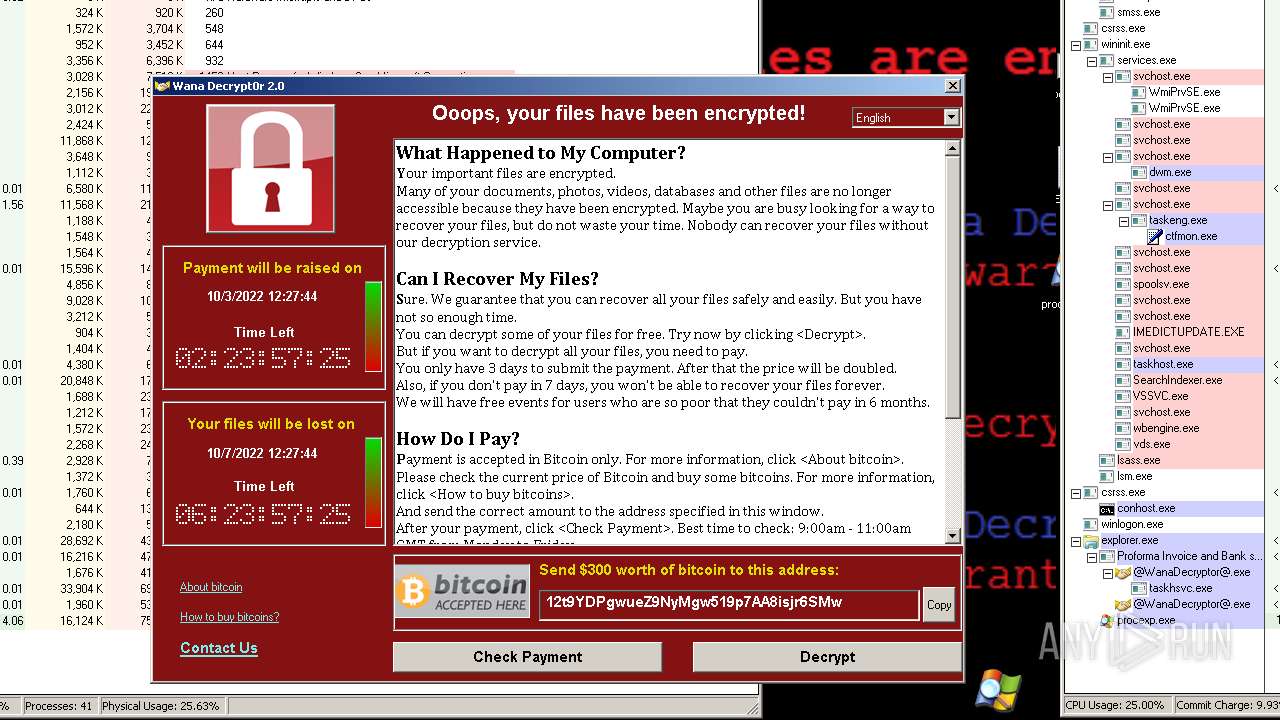 Wana Decrypt0r 2.0
Ooops, your files have been encrypted!
English
Payment will be raised on
10/3/2022 12:27:44
Time Left
02:23:57:25
Your files will be lost on
10/7/2022 12:27:44
Time Left
06:23:57:25
About bitcoin
How to buy bitcoins?
Contact Us
What Happened to My Computer?
Your important files are encrypted.
Many of your documents, photos, videos, databases and other files are no longer
accessible because they have been encrypted. Maybe you are busy looking for a way to
recover your files, but do not waste your time. Nobody can recover your files without
our decryption service.
Can I Recover My Files?
Sure. We guarantee that you can recover all your files safely and easily. But you have
not so enough time.
You can decrypt some of your files for free. Try now by clicking <Decrypt>.
But if you want to decrypt all your files, you need to pay.
You only have 3 days to submit the payment. After that the price will be doubled.
Also, if you don't pay in 7 days, you won't be able to recover your files forever.
We will have free events for users who are so poor that they couldn't pay in 6 months.
How Do I Pay?
Payment is accepted in Bitcoin only. For more information, click <About bitcoin>.
Please check the current price of Bitcoin and buy some bitcoins. For more information,
click <How to buy bitcoins>.
And send the correct amount to the address specified in this window.
After your payment, click <Check Payment>. Best time to check: 9:00am - 11:00am
GMT from Monday to Friday.
bitcoin
ACCEPTED HERE
Send $300 worth of bitcoin to this address:
12t9YDPgwueZ9NyMgw519p7AA8isjr6SMw
Copy
Check Payment
Decrypt
324 K 920 K 260
1,572 K 3,704 K 548
952 K 3,452 K 644
3,356 K 6,396 K 932
3,028 K
2,156 K
3,012 K
2,424 K
11,868 K
3,648 K
1,112 K
0.01 6,580 K
1.56 11,568 K
1,188 K
1,548 K
1,564 K
0.01 15,596 K
4,956 K
9,028 K
3,212 K
904 K
1,404 K
0.01 4,280 K
0.01 20,848 K
1,968 K
1,212 K
1,572 K
2,268 K
0.39 2,928 K
1,372 K
0.01 1,760 K
0.01 644 K
2,180 K
0.01 28,692 K
0.01 16,216 K
1,676 K
0.01 33,904 K
0.01 1,960 K
4.06 16,124 K
Processes: 41 Physical Usage: 25.63%
es are en
smss.exe
csrss.exe
wininit.exe
services.exe
svchost.exe
WmiPrvSE.exe
WmiPrvSE.exe
svchost.exe
svchost.exe
svchost.exe
dwm.exe
svchost.exe
svchost.exe
taskeng.exe
ctfmon.exe
svchost.exe
svchost.exe
spoolsv.exe
svchost.exe
svchost.exe
IMEDICTUPDATE.EXE
svchost.exe
taskhost.exe
SearchIndexer.exe
VSSVC.exe
svchost.exe
wbengine.exe
vds.exe
lsass.exe
lsm.exe
csrss.exe
conhost.exe
winlogon.exe
explorer.exe
Proforma Invoice and Bank s...
@WanaDecryptor@.exe
taskhsvc.exe
@WanaDecryptor@.exe
procexp.exe
ANY RUN
CPU Usage: 25.00% Commit Charge: 9.93